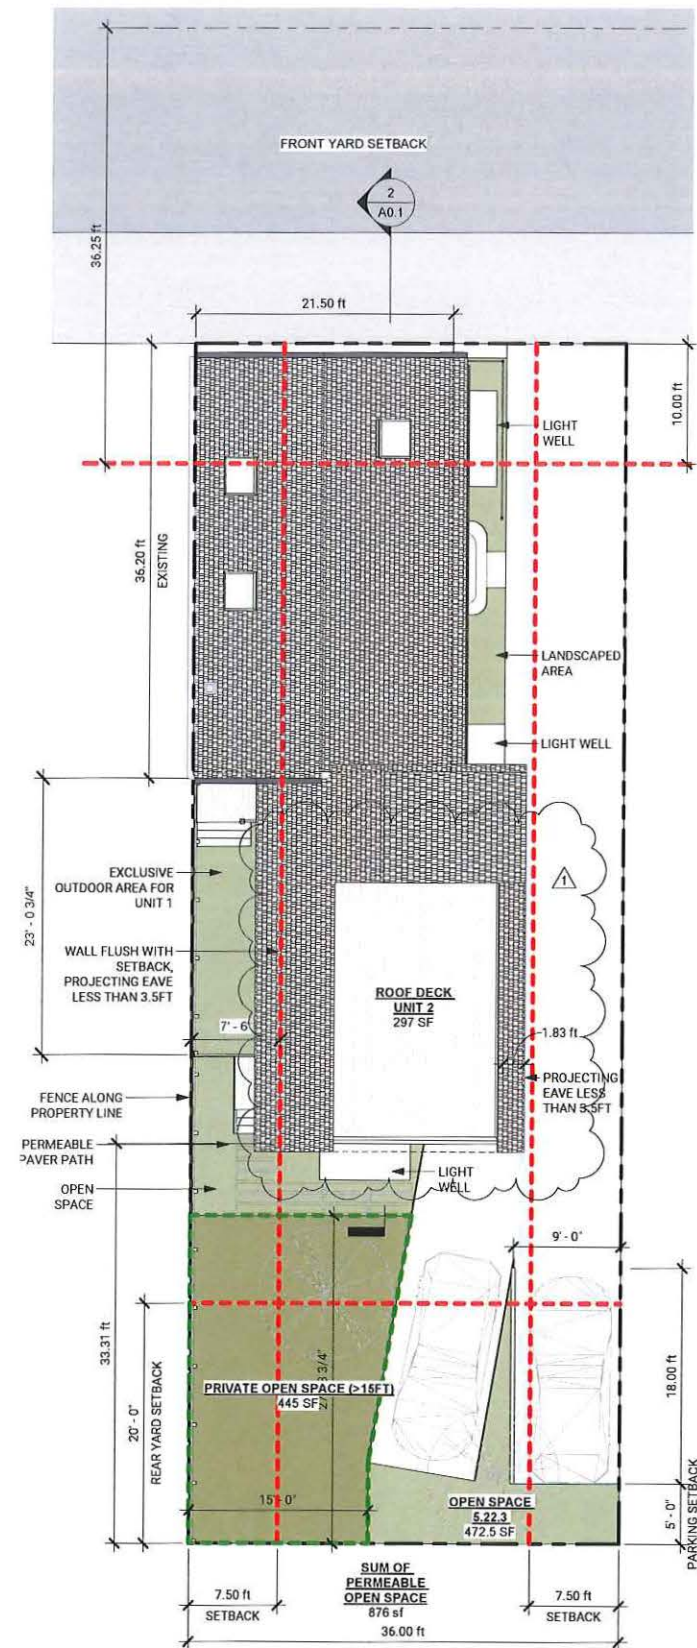 FRONT YARD SETBACK
2
A0.1
36.25 ft
21.50 ft
10.00 ft
LIGHT
WELL
36.20 ft
EXISTING
LANDSCAPED
AREA
LIGHT WELL
EXCLUSIVE
OUTDOOR AREA FOR
UNIT 1
1
23' - 0 3/4"
WALL FLUSH WITH
SETBACK,
PROJECTING EAVE
LESS THAN 3.5FT
ROOF DECK
UNIT 2
297 SF
7' - 6
1.83 ft
PROJECTING
EAVE LESS
THAN 3.5FT
FENCE ALONG
PROPERTY LINE
PERMEABLE
PAVER PATH
LIGHT
WELL
OPEN
SPACE
9' - 0"
33.31 ft
18.00 ft
20' - 0"
REAR YARD SETBACK
3/4"
PRIVATE OPEN SPACE (>15FT)
445 SF
15' - 0"
OPEN SPACE
5.22.3
472.5 SF
5' - 0"
PARKING SETBACK
SUM OF
PERMEABLE
OPEN SPACE
876 sf
7.50 ft
SETBACK
7.50 ft
SETBACK
36.00 ft